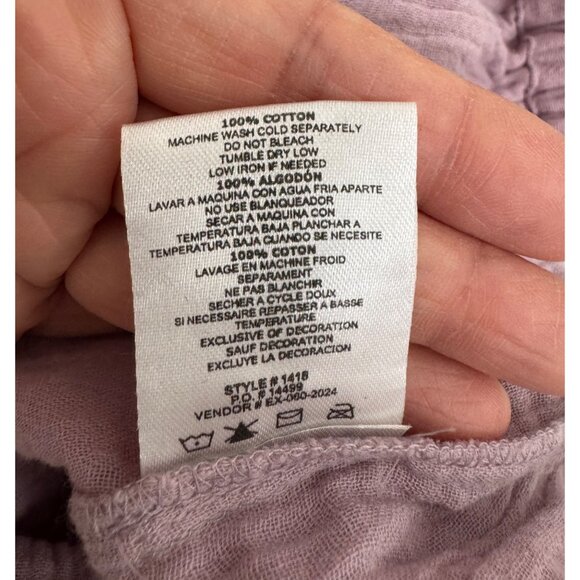 100% COTTON
MACHINE WASH COLD SEPARATELY
DO NOT BLEACH
TUMBLE DRY LOW
LOW IRON IF NEEDED
100% ALGODÓN
LAVAR A MAQUINA CON AGUA FRIA APARTE
NO USE BLANQUEADOR
SECAR A MAQUINA CON
TEMPERATURA BAJA PLANCHAR A
TEMPERATURA BAJA CUANDO SE NECESITE
100% COTON
LAVAGE EN MACHINE FROID
SEPARAMENT
NE PAS BLANCHIR
SECHER A CYCLE DOUX
SI NECESSAIRE REPASSER A BASSE
TEMPERATURE
EXCLUSIVE OF DECORATION
SAUF DECORATION
EXCLUYE LA DECORACION
STYLE # 1418
P.O. # 14499
VENDOR # EX-060-2024